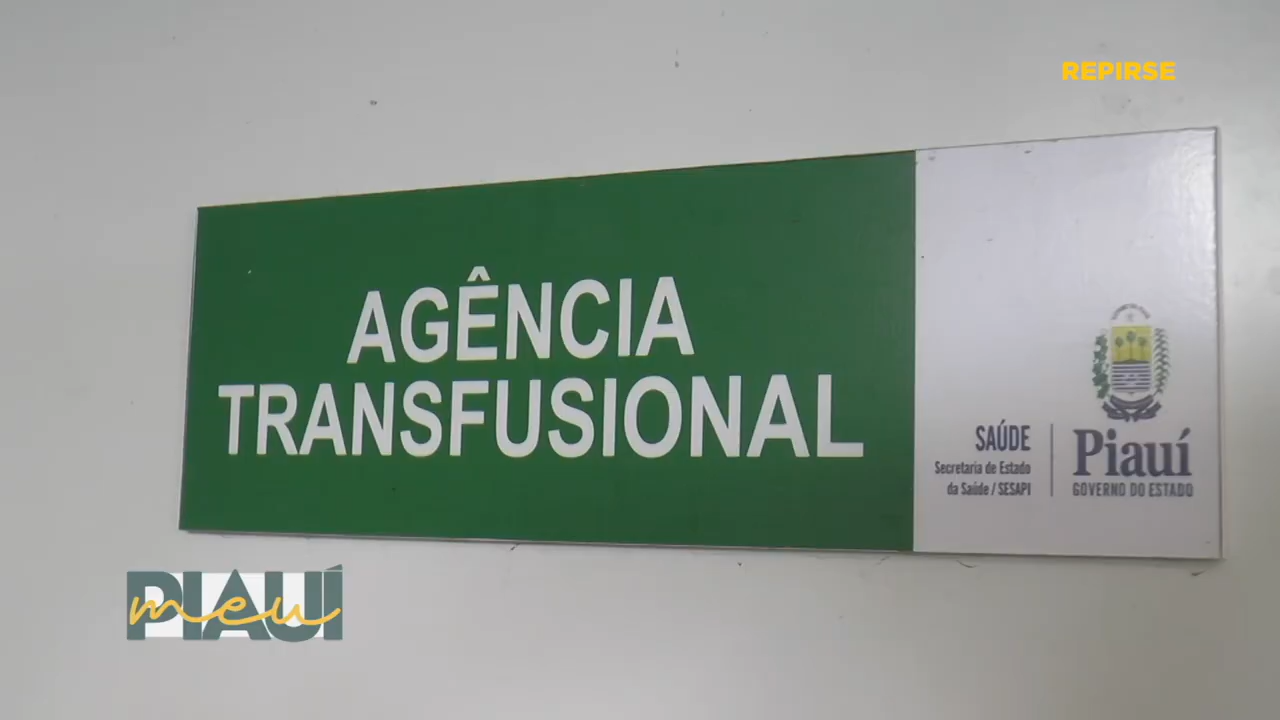 REPIRSE
AGÊNCIA
TRANSFUSIONAL
SAÚDE
Secretaria de Estado
da Saúde / SESAPI
Piauí
GOVERNO DO ESTADO
meu
PIAUÍ